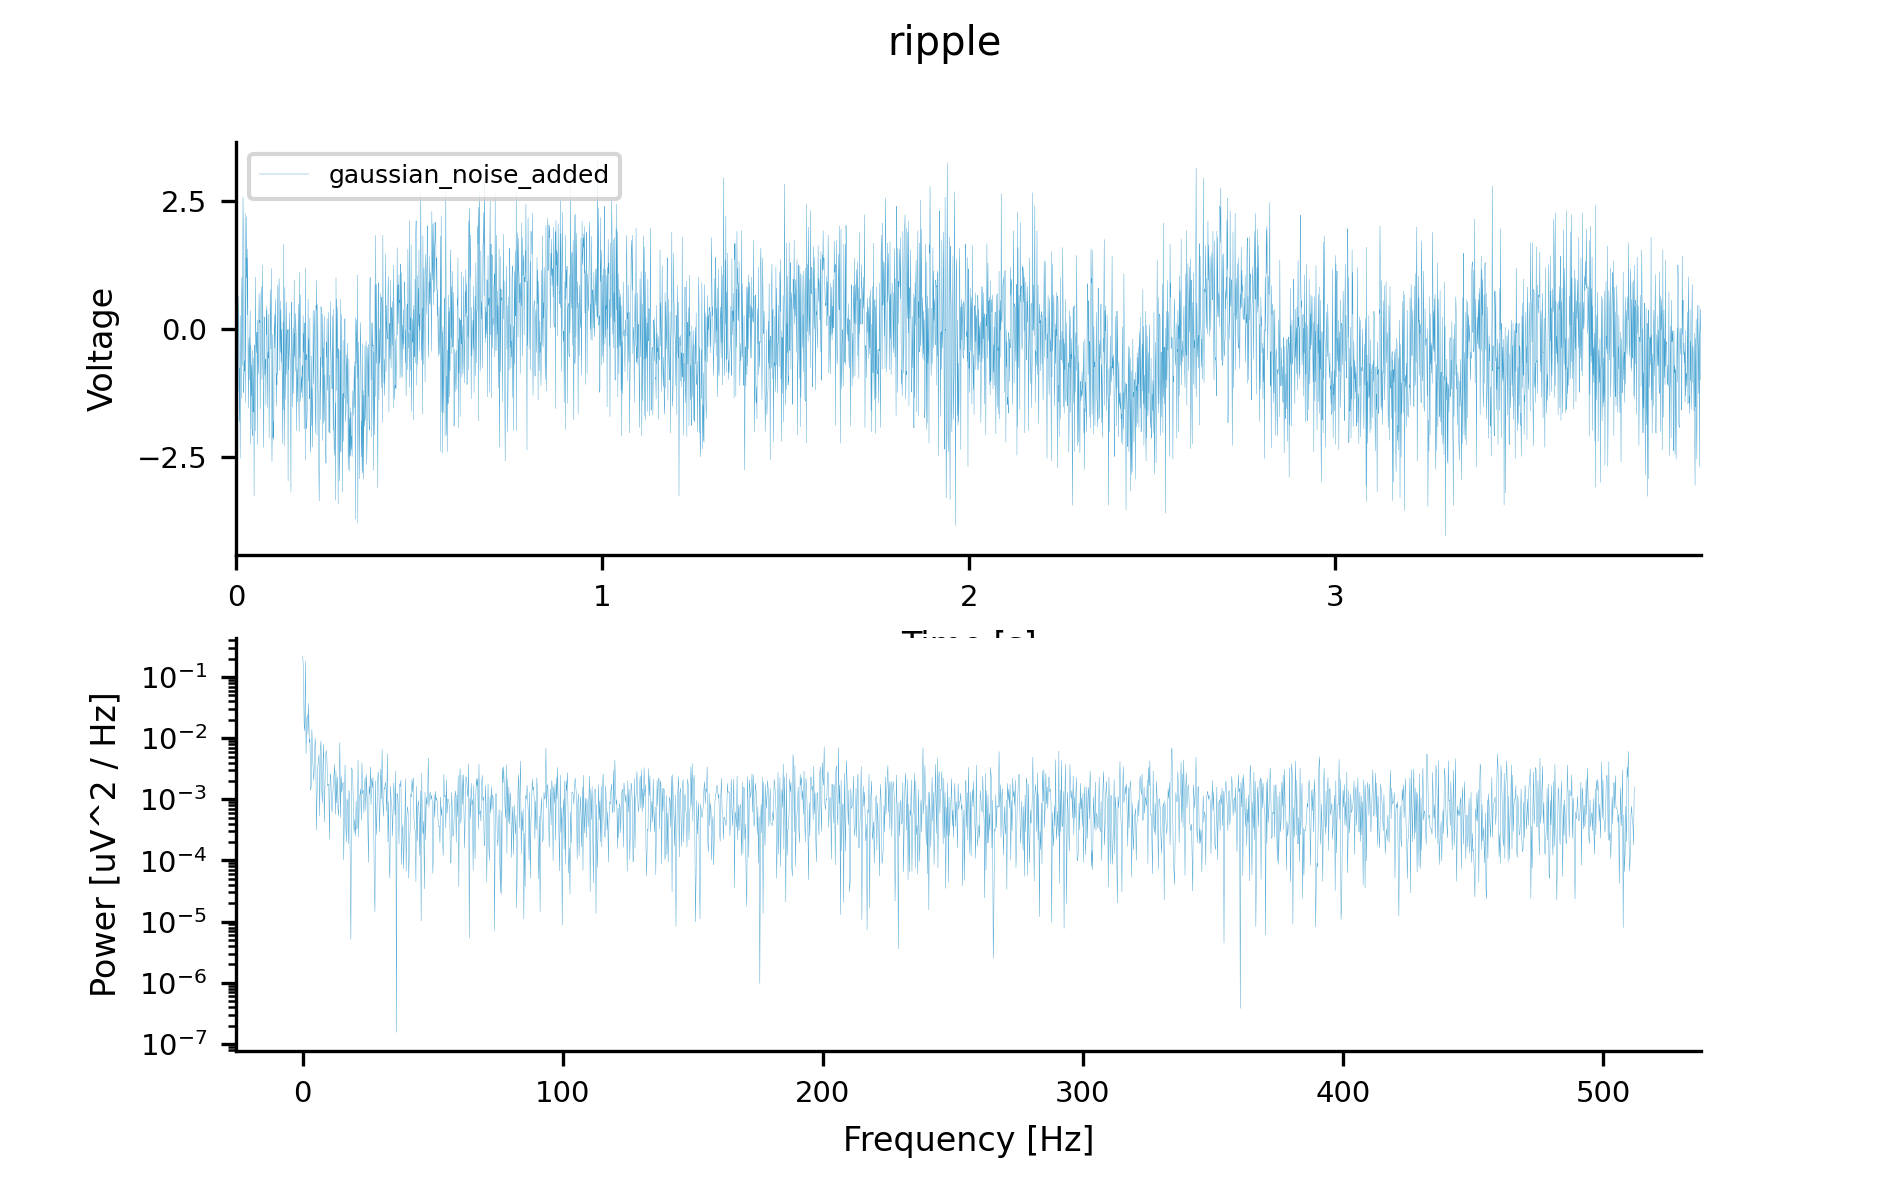 ripple
gaussian_noise_added
Voltage
2.5
0.0
−2.5
0 1 2 3
Time [s]
Power [uV^2 / Hz]
10⁻¹
10⁻²
10⁻³
10⁻⁴
10⁻⁵
10⁻⁶
10⁻⁷
0 100 200 300 400 500
Frequency [Hz]